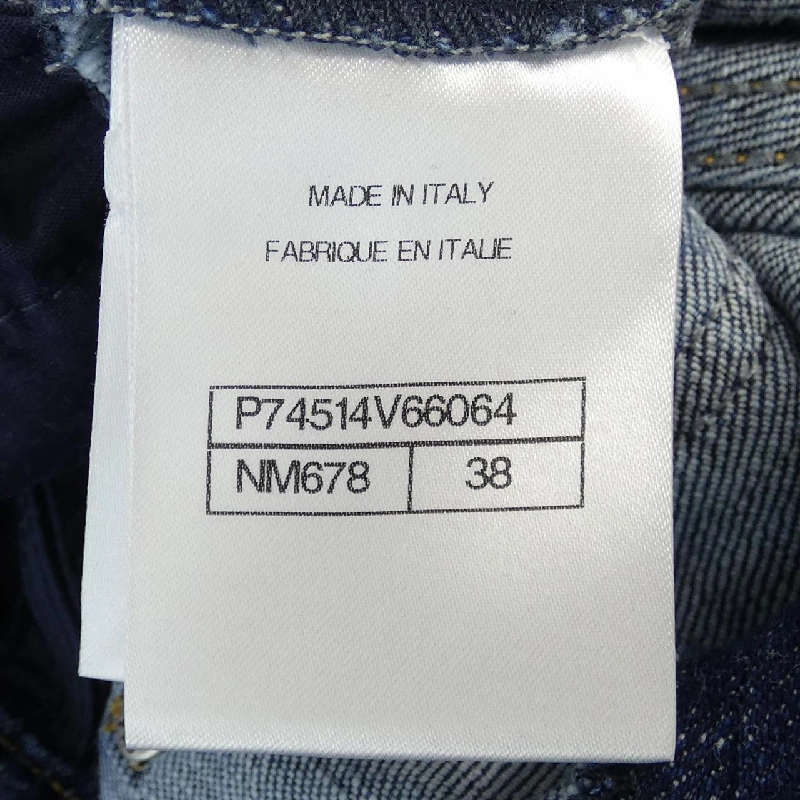 MADE IN ITALY
FABRIQUE EN ITALIE
P74514V66064
NM678 38